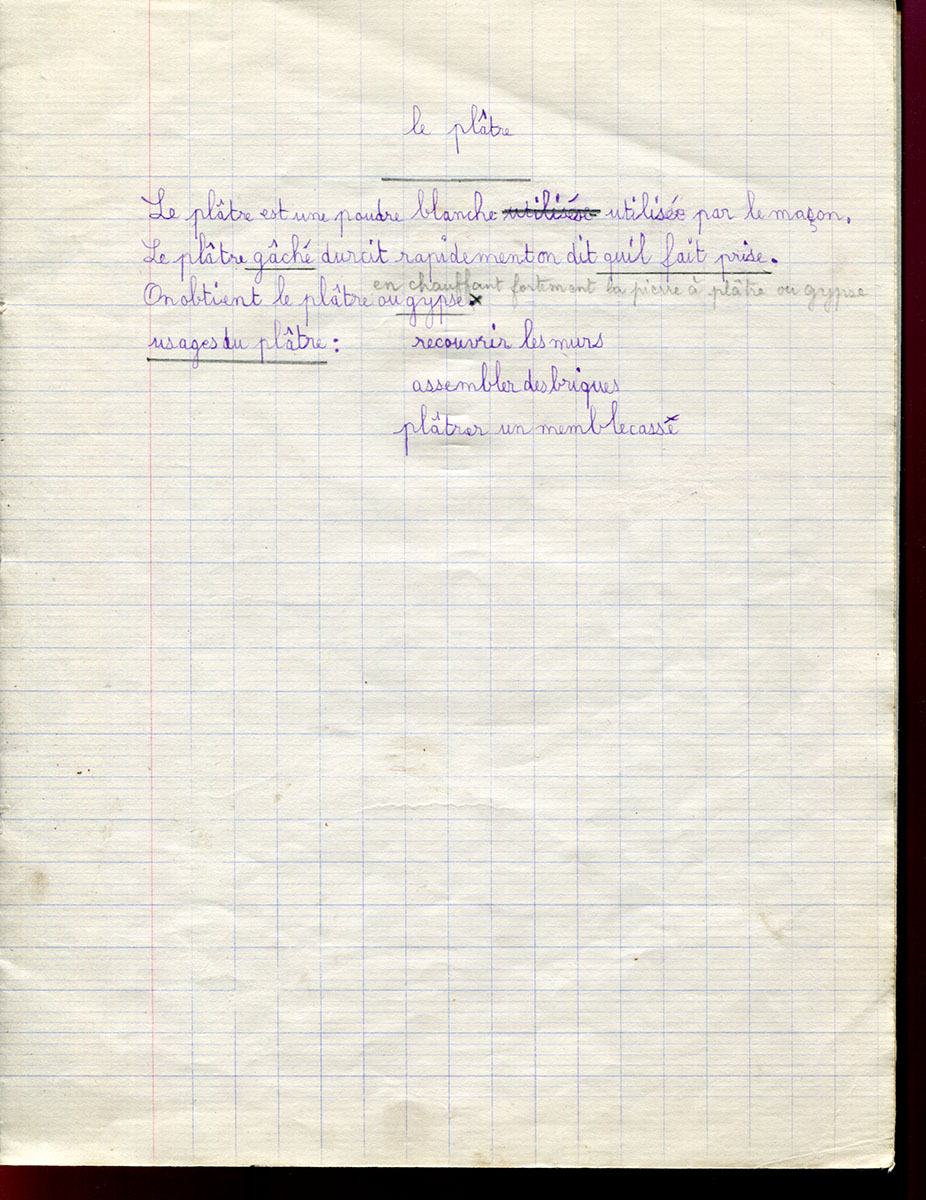 le plâtre
Le plâtre est une poudre blanche utilisése utilisée par le maçon.
Le plâtre gâché durcit rapidement on dit qu'il fait prise.
en chauffant fortement la pierre à plâtre ou gypse
On obtient le plâtre ou gypse. x
usages du plâtre : recouvrir les murs
assembler des briques
plâtrer un memble cassé